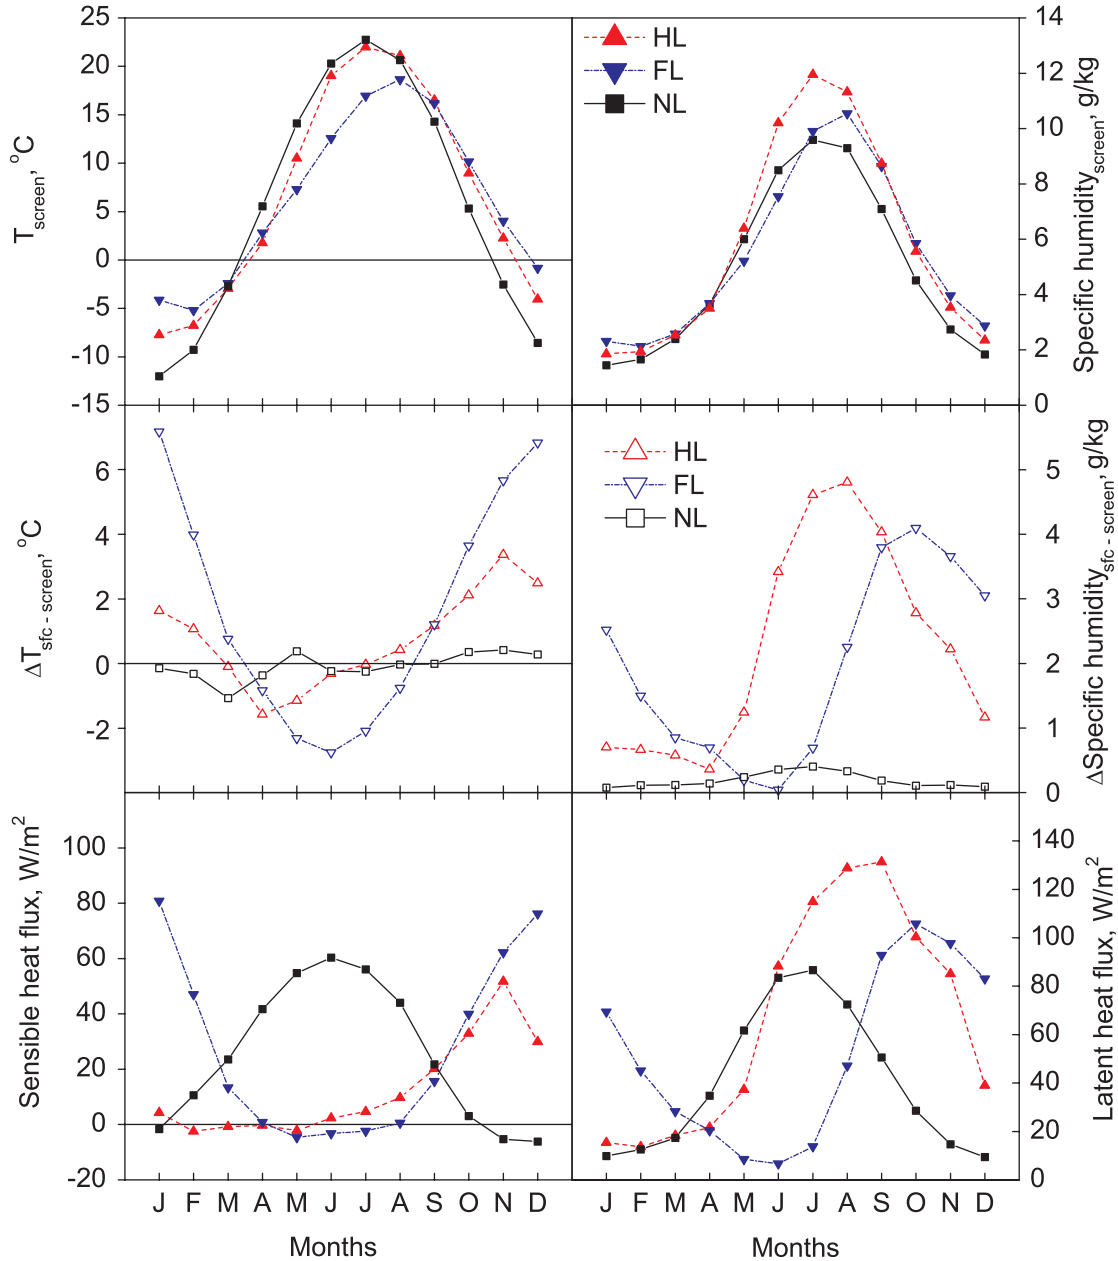 25
20
15
10
5
0
-5
-10
-15
T_screen, °C
HL
FL
NL
14
12
10
8
6
4
2
0
Specific humidity_screen, g/kg
6
4
2
0
-2
ΔT_sfc - screen, °C
HL
FL
NL
5
4
3
2
1
0
ΔSpecific humidity_sfc - screen, g/kg
100
80
60
40
20
0
-20
Sensible heat flux, W/m²
J F M A M J J A S O N D
Months
140
120
100
80
60
40
20
0
Latent heat flux, W/m²
J F M A M J J A S O N D
Months